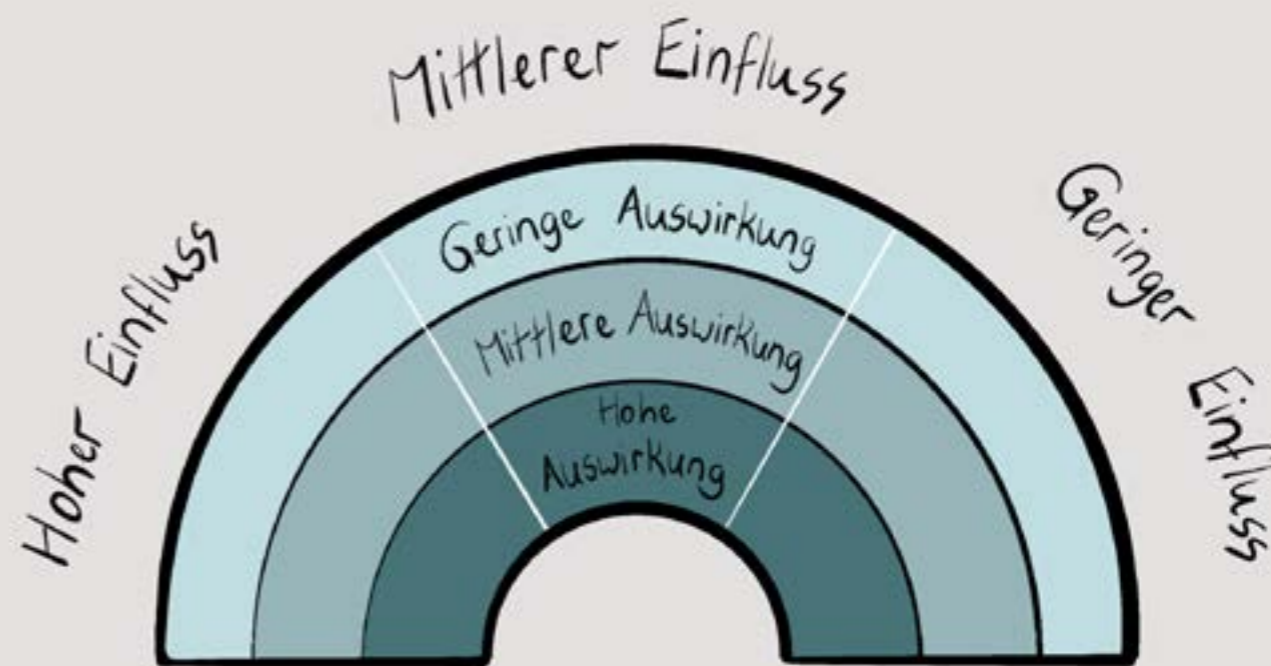 Mittlerer Einfluss
Hoher Einfluss
Geringer Einfluss
Geringe Auswirkung
Mittlere Auswirkung
Hohe
Auswirkung